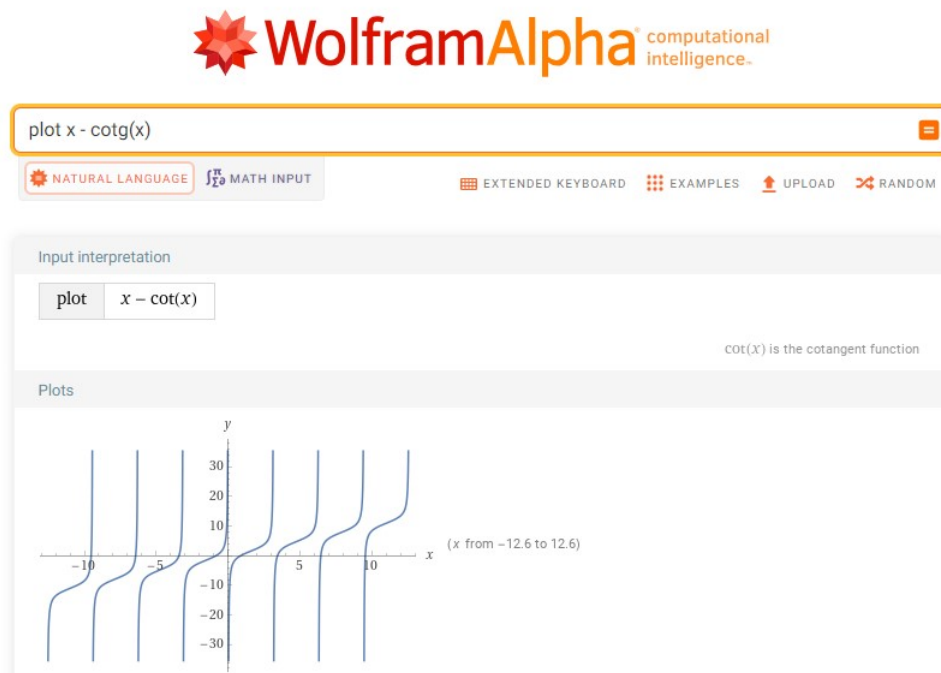 WolframAlpha computational intelligence™
plot x - cotg(x)
NATURAL LANGUAGE MATH INPUT EXTENDED KEYBOARD EXAMPLES UPLOAD RANDOM
Input interpretation
plot x – cot(x)
cot(x) is the cotangent function
Plots
y
30
20
10
(x from −12.6 to 12.6)
−10 −5 5 10 x
−10
−20
−30